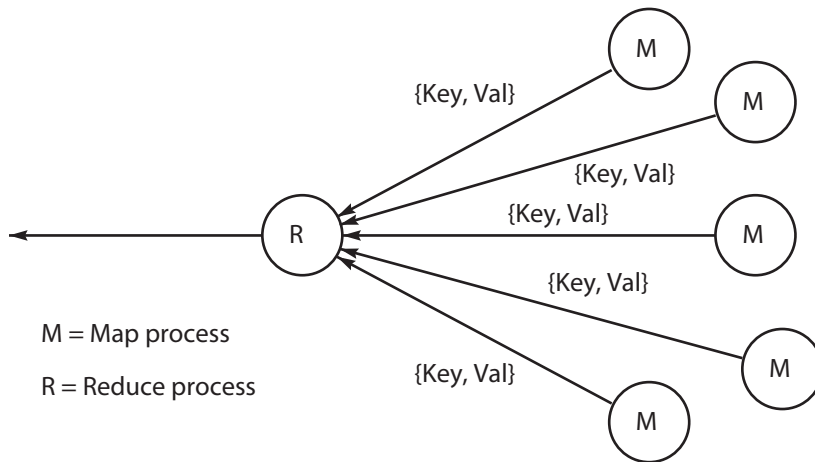 M
{Key, Val}
M
{Key, Val}
{Key, Val}
R
M
{Key, Val}
M = Map process
M
R = Reduce process
{Key, Val}
M